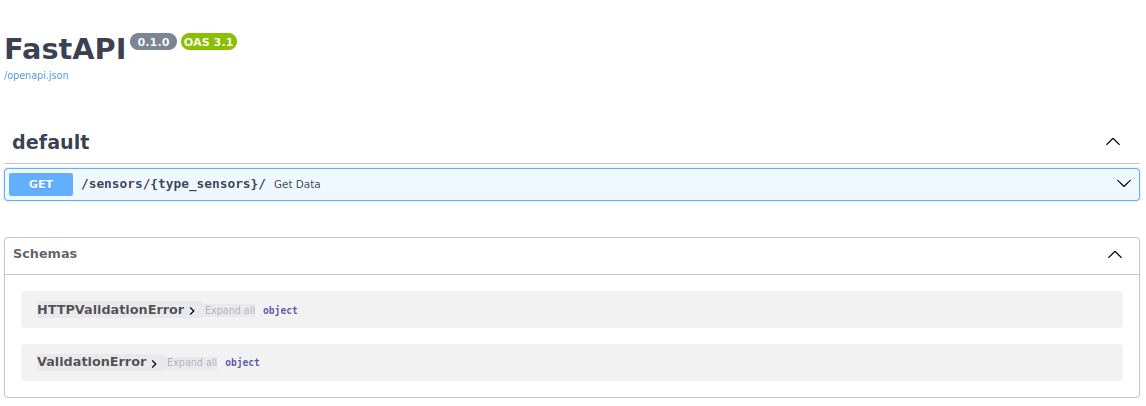 FastAPI 0.1.0 OAS 3.1
/openapi.json
default
GET /sensors/{type_sensors}/ Get Data
Schemas
HTTPValidationError Expand all object
ValidationError Expand all object